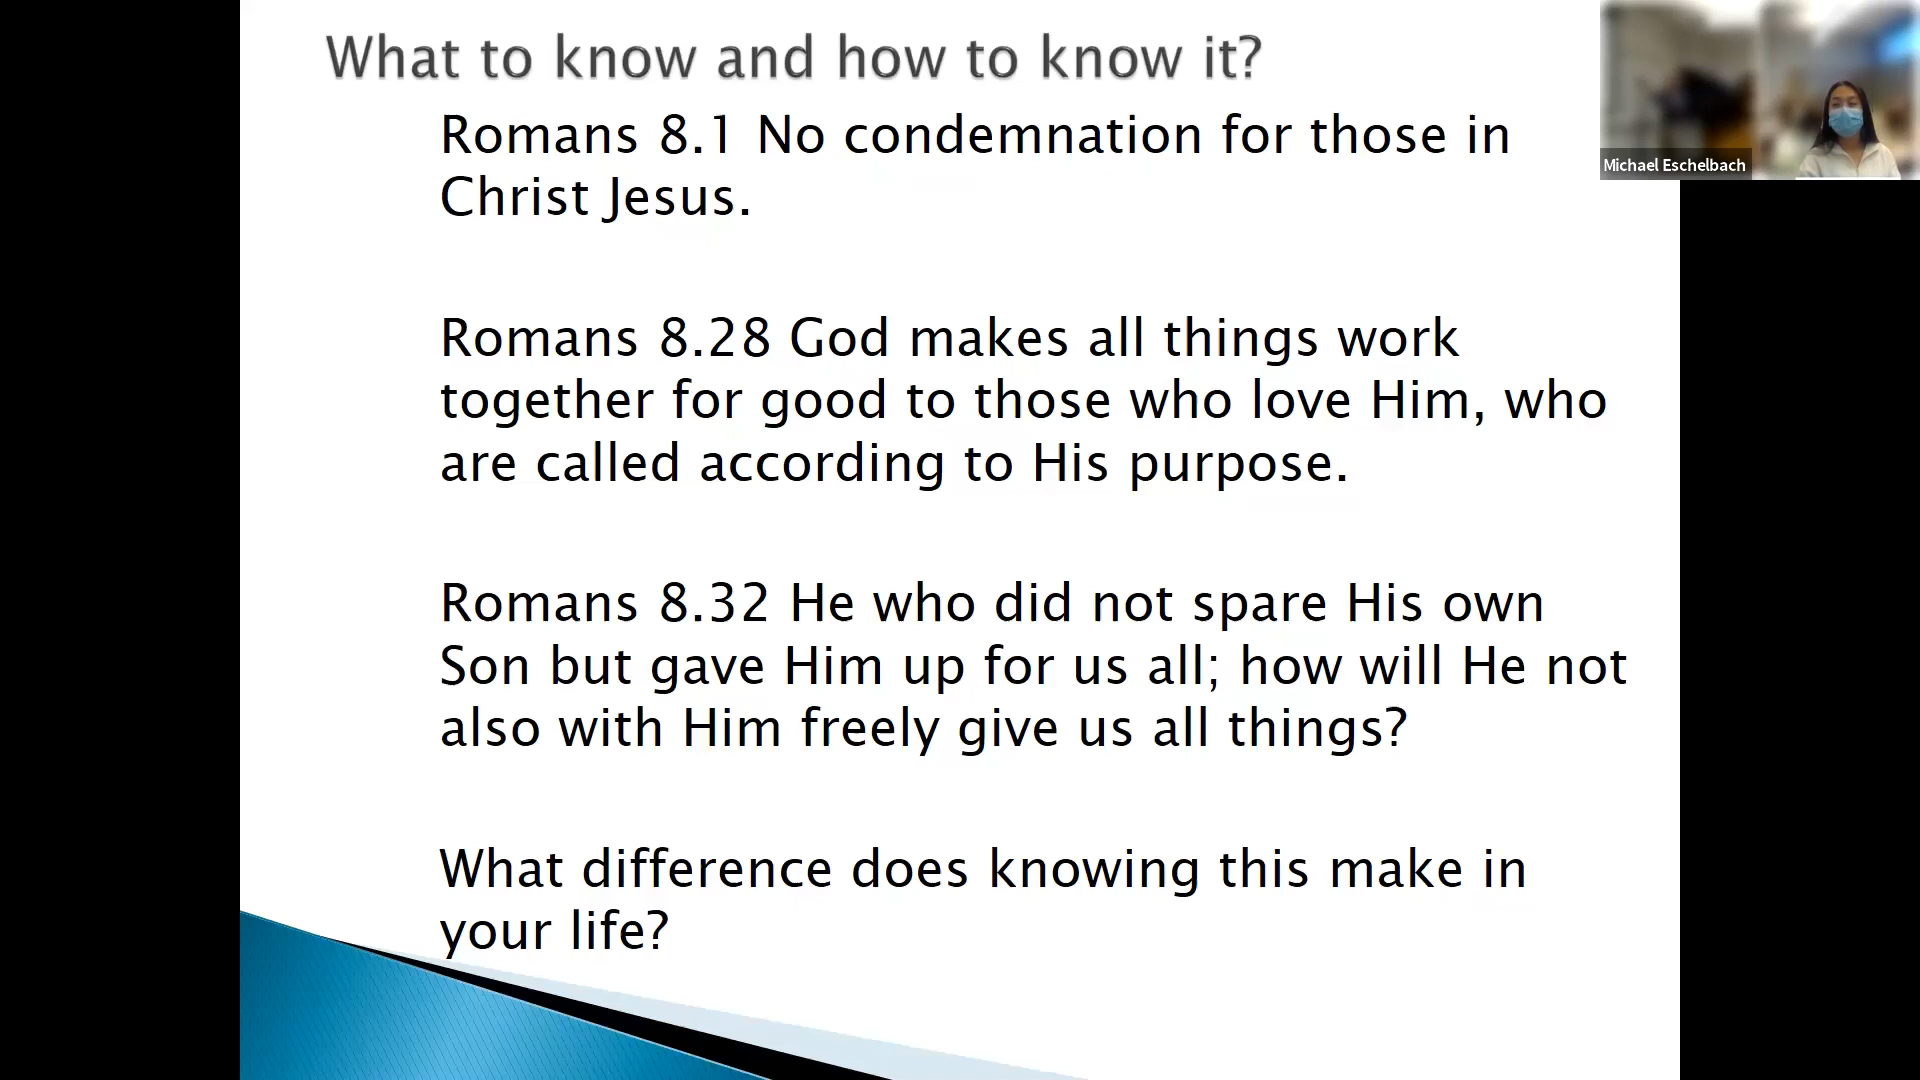 What to know and how to know it?
Michael Eschelbach
Romans 8.1 No condemnation for those in
Christ Jesus.
Romans 8.28 God makes all things work
together for good to those who love Him, who
are called according to His purpose.
Romans 8.32 He who did not spare His own
Son but gave Him up for us all; how will He not
also with Him freely give us all things?
What difference does knowing this make in
your life?